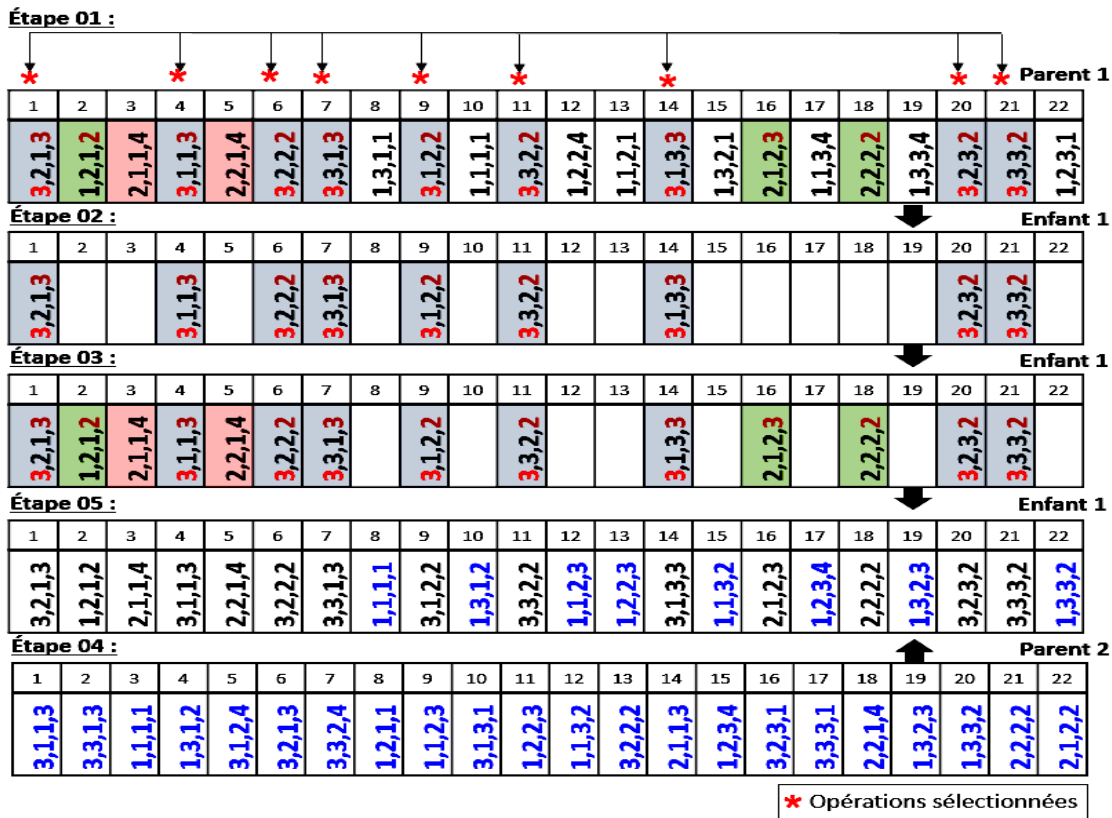 Étape 01 :
Parent 1
1 2 3 4 5 6 7 8 9 10 11 12 13 14 15 16 17 18 19 20 21 22
3,2,1,3 1,2,1,2 2,1,1,4 3,1,1,3 2,2,1,4 3,2,2,2 3,3,1,3 1,3,1,1 3,1,2,2 1,1,1,1 3,3,2,2 1,2,2,4 1,1,2,1 3,1,3,3 1,3,2,1 2,1,2,3 1,1,3,4 2,2,2,2 1,3,3,4 3,2,3,2 3,3,3,2 1,2,3,1
Étape 02 :
Enfant 1
1 2 3 4 5 6 7 8 9 10 11 12 13 14 15 16 17 18 19 20 21 22
3,2,1,3 3,1,1,3 3,2,2,2 3,3,1,3 3,1,2,2 3,3,2,2 3,1,3,3 3,2,3,2 3,3,3,2
Étape 03 :
Enfant 1
1 2 3 4 5 6 7 8 9 10 11 12 13 14 15 16 17 18 19 20 21 22
3,2,1,3 1,2,1,2 2,1,1,4 3,1,1,3 2,2,1,4 3,2,2,2 3,3,1,3 3,1,2,2 3,3,2,2 3,1,3,3 2,1,2,3 2,2,2,2 3,2,3,2 3,3,3,2
Étape 05 :
Enfant 1
1 2 3 4 5 6 7 8 9 10 11 12 13 14 15 16 17 18 19 20 21 22
3,2,1,3 1,2,1,2 2,1,1,4 3,1,1,3 2,2,1,4 3,2,2,2 3,3,1,3 1,1,1,1 3,1,2,2 1,3,1,2 3,3,2,2 1,1,2,3 1,2,2,3 3,1,3,3 1,1,3,2 2,1,2,3 1,2,3,4 2,2,2,2 1,3,2,3 3,2,3,2 3,3,3,2 1,3,3,2
Étape 04 :
Parent 2
1 2 3 4 5 6 7 8 9 10 11 12 13 14 15 16 17 18 19 20 21 22
3,1,1,3 3,3,1,3 1,1,1,1 1,3,1,2 3,1,2,4 3,2,1,3 3,3,2,4 1,2,1,1 1,1,2,3 3,1,3,1 1,2,2,3 1,1,3,2 3,2,2,2 2,1,1,3 1,2,3,4 3,2,3,1 3,3,3,1 2,2,1,4 1,3,2,3 1,3,3,2 2,2,2,2 2,1,2,2
* Opérations sélectionnées